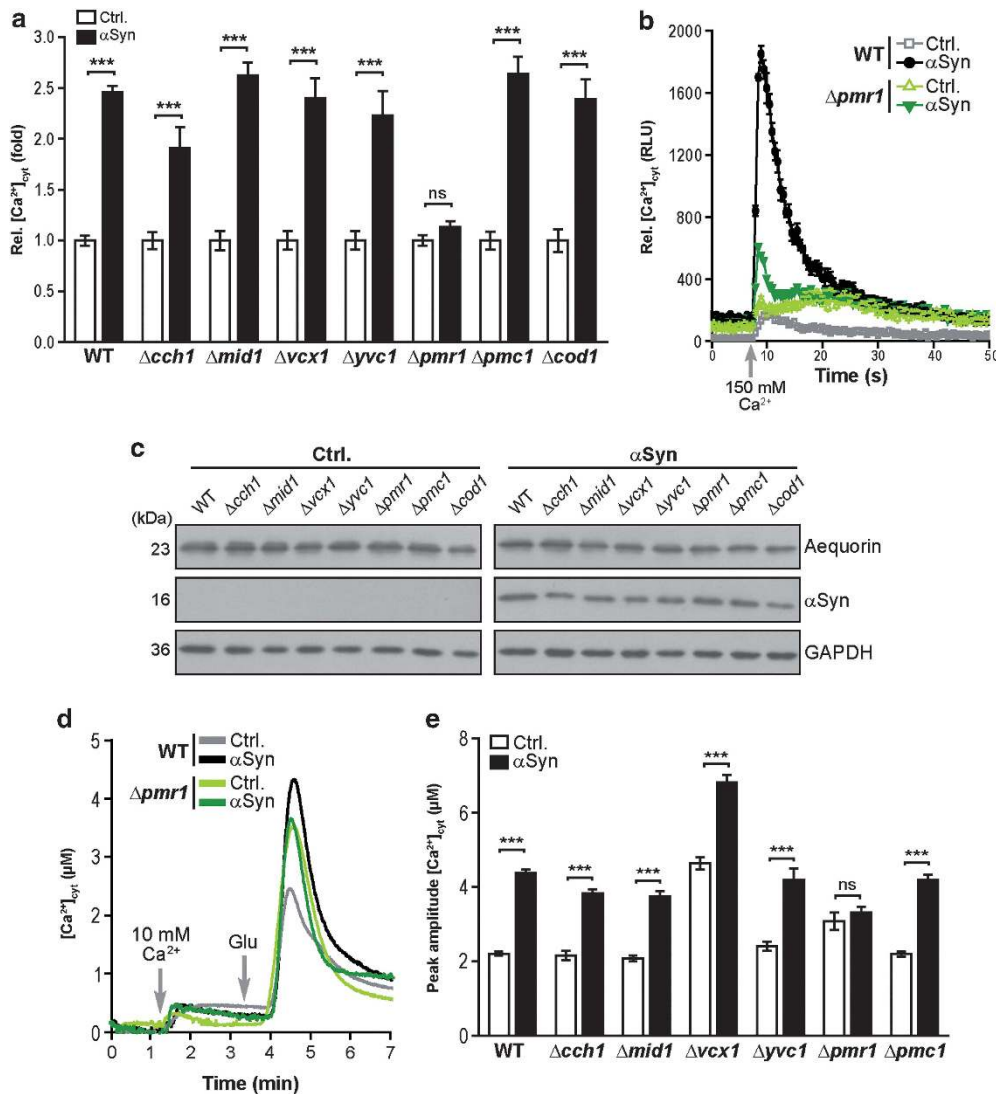 a
Ctrl.
αSyn
Rel. [Ca²⁺]cyt (fold)
3.0
2.5
2.0
1.5
1.0
0.5
0.0
***
***
***
***
***
ns
***
***
WT
Δcch1
Δmid1
Δvcx1
Δyvc1
Δpmr1
Δpmc1
Δcod1
b
WT
Ctrl.
αSyn
Δpmr1
Ctrl.
αSyn
Rel. [Ca²⁺]cyt (RLU)
2000
1600
1200
800
400
0
0 10 20 30 40 50
Time (s)
150 mM
Ca²⁺
c
Ctrl.
αSyn
(kDa)
WT Δcch1 Δmid1 Δvcx1 Δyvc1 Δpmr1 Δpmc1 Δcod1
WT Δcch1 Δmid1 Δvcx1 Δyvc1 Δpmr1 Δpmc1 Δcod1
23 Aequorin
16 αSyn
36 GAPDH
d
WT
Ctrl.
αSyn
Δpmr1
Ctrl.
αSyn
[Ca²⁺]cyt (μM)
5
4
3
2
1
0
10 mM
Ca²⁺
Glu
0 1 2 3 4 5 6 7
Time (min)
e
Ctrl.
αSyn
Peak amplitude [Ca²⁺]cyt (μM)
8
6
4
2
0
***
***
***
***
***
ns
***
WT
Δcch1
Δmid1
Δvcx1
Δyvc1
Δpmr1
Δpmc1